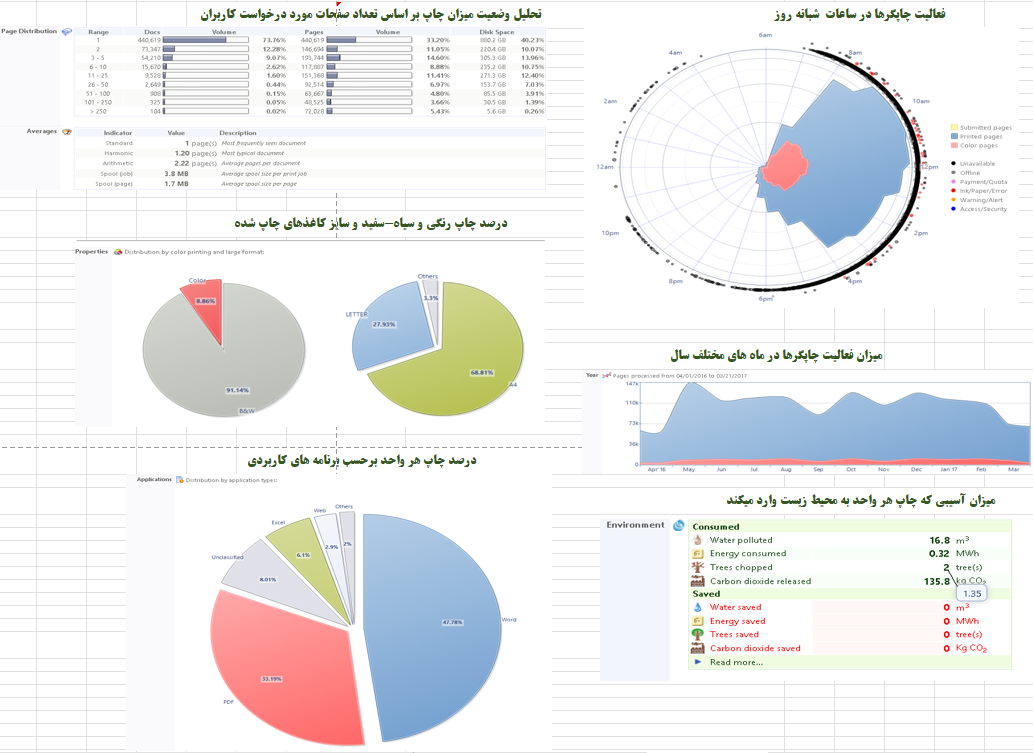 تحلیل وضعیت میزان چاپ بر اساس تعداد صفحات مورد درخواست کاربران
Page Distribution
Range Docs Volume Pages Volume Disk Space
1 440,619 73.76% 440,619 33.20% 880.2 GB 40.23%
2 73,347 12.28% 146,694 11.05% 220.4 GB 10.07%
3 - 5 54,210 9.07% 193,744 14.60% 305.3 GB 13.96%
6 - 10 15,670 2.62% 117,887 8.88% 235.2 GB 10.75%
11 - 25 9,528 1.60% 151,368 11.41% 271.3 GB 12.40%
26 - 50 2,649 0.44% 92,514 6.97% 153.7 GB 7.03%
51 - 100 909 0.15% 63,667 4.80% 85.5 GB 3.91%
101 - 250 325 0.05% 48,525 3.66% 30.5 GB 1.39%
> 250 104 0.02% 72,028 5.43% 5.6 GB 0.26%
Averages
Indicator Value Description
Standard 1 page(s) Most frequently seen document
Harmonic 1.20 page(s) Most typical document
Arithmetic 2.22 page(s) Average pages per document
Spool (job) 3.8 MB Average spool size per print job
Spool (page) 1.7 MB Average spool size per page
درصد چاپ رنگی و سیاه-سفید و سایز کاغذهای چاپ شده
Properties Distribution by color printing and large format:
Color
8.86%
91.14%
B&W
Others
3.3%
LETTER
27.93%
68.81%
A4
درصد چاپ هر واحد برحسب برنامه های کاربردی
Applications Distribution by application types:
Others
2%
Web
2.9%
Excel
6.1%
Unclassified
8.01%
47.78%
Word
33.19%
PDF
فعالیت چاپگرها در ساعات شبانه روز
6am
4am
8am
2am
10am
12am
12pm
10pm
2pm
8pm
4pm
6pm
Submitted pages
Printed pages
Color pages
Unavailable
Offline
Payment/Quota
Ink/Paper/Error
Warning/Alert
Access/Security
میزان فعالیت چاپگرها در ماه های مختلف سال
Year Pages processed from 04/01/2016 to 03/21/2017
147k
110k
73k
36k
0
Apr'16 May Jun Jul Aug Sep Oct Nov Dec Jan'17 Feb Mar
میزان آسیبی که چاپ هر واحد به محیط زیست وارد میکند
Environment
Consumed
Water polluted 16.8 m³
Energy consumed 0.32 MWh
Trees chopped 2 tree(s)
Carbon dioxide released 135.8 kg CO₂
1.35
Saved
Water saved 0 m³
Energy saved 0 MWh
Trees saved 0 tree(s)
Carbon dioxide saved 0 Kg CO₂
Read more...